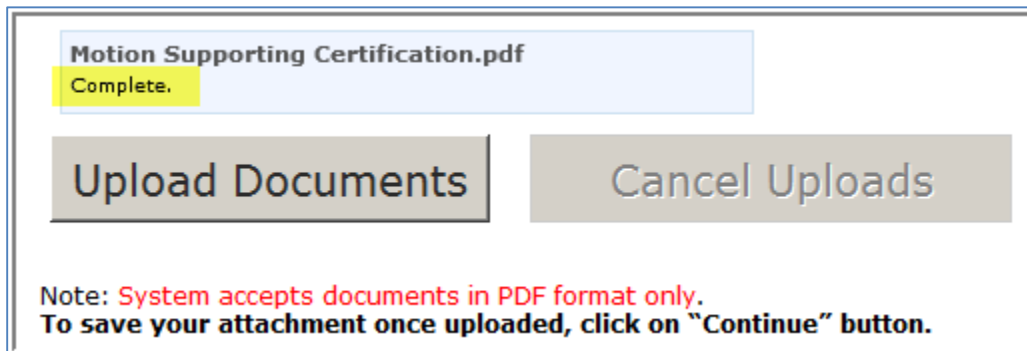 Motion Supporting Certification.pdf
Complete.
Upload Documents
Cancel Uploads
Note: System accepts documents in PDF format only.
To save your attachment once uploaded, click on “Continue” button.